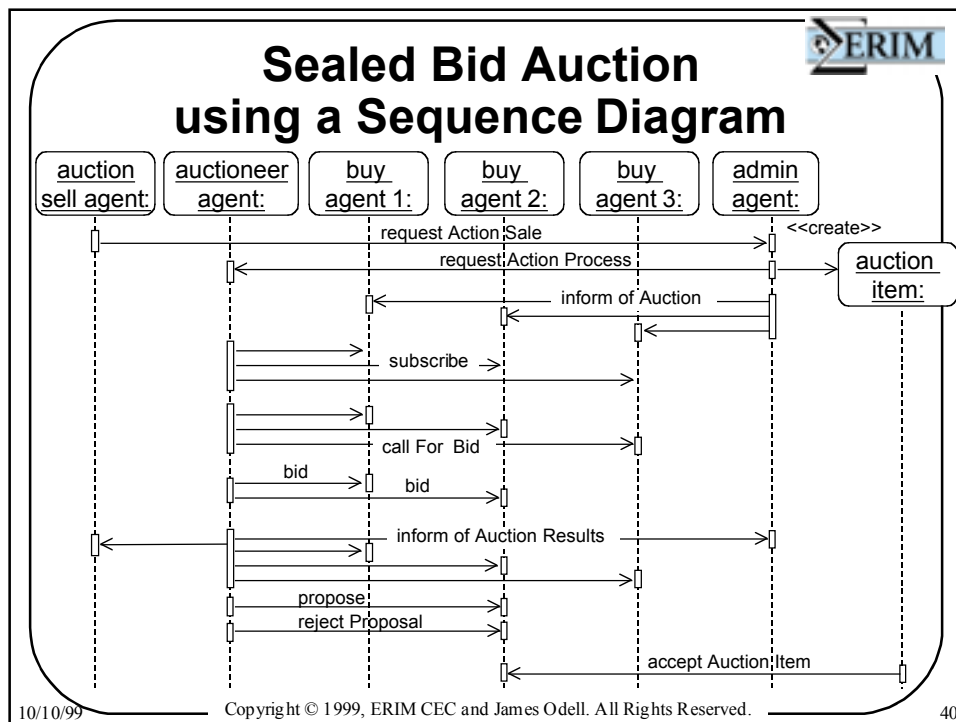 ERIM
Sealed Bid Auction
using a Sequence Diagram
auction
sell agent:
auctioneer
agent:
buy
agent 1:
buy
agent 2:
buy
agent 3:
admin
agent:
<<create>>
auction
item:
request Action Sale
request Action Process
inform of Auction
subscribe
call For Bid
bid
bid
inform of Auction Results
propose
reject Proposal
accept Auction Item
10/10/99
Copyright © 1999, ERIM CEC and James Odell. All Rights Reserved.
40